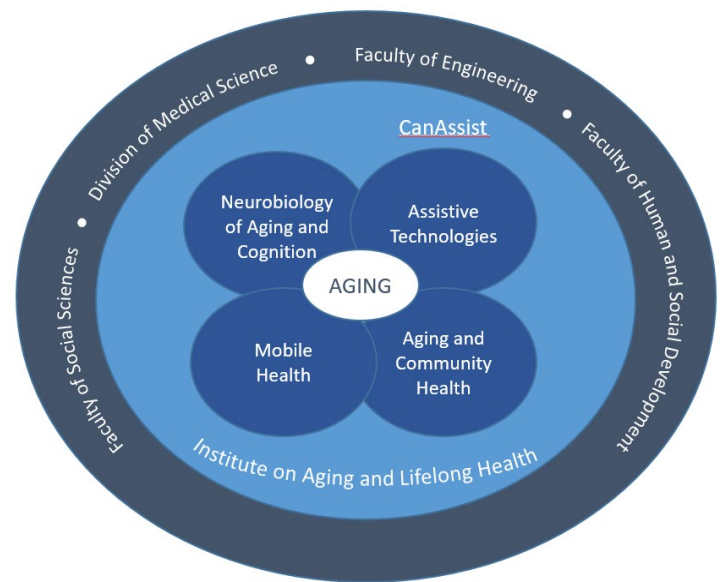 Faculty of Social Sciences • Division of Medical Science • Faculty of Engineering • Faculty of Human and Social Development
CanAssist
Neurobiology
of Aging and
Cognition
Assistive
Technologies
AGING
Mobile
Health
Aging and
Community
Health
Institute on Aging and Lifelong Health